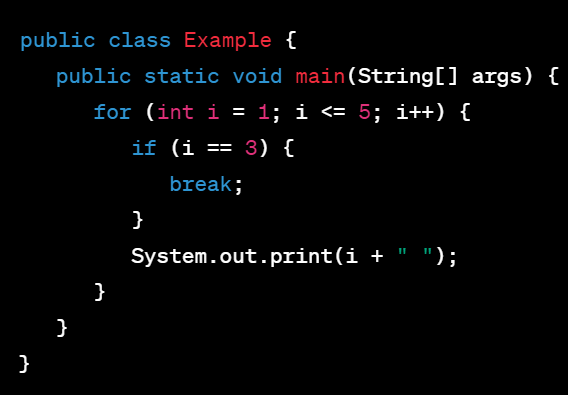 public class Example {
   public static void main(String[] args) {
      for (int i = 1; i <= 5; i++) {
         if (i == 3) {
            break;
         }
         System.out.print(i + " ");
      }
   }
}